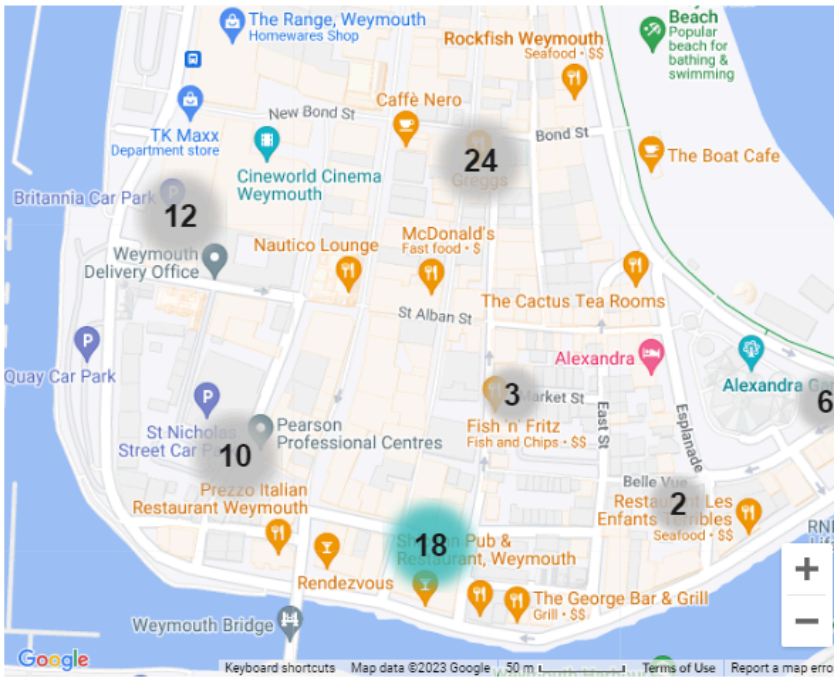 The Range, Weymouth
Homewares Shop
Beach
Popular
beach for
bathing &
swimming
Rockfish Weymouth
Seafood • $$
Caffè Nero
New Bond St
Bond St
TK Maxx
Department store
Cineworld Cinema
Weymouth
24
Greggs
The Boat Cafe
Britannia Car Park
P
12
Weymouth
Delivery Office
Nautico Lounge
McDonald's
Fast food • $
The Cactus Tea Rooms
St Alban St
P
Quay Car Park
Alexandra
Alexandra
3
Market St
6
P
St Nicholas
Street Car
10
Pearson
Professional Centres
Fish 'n' Fritz
Fish and Chips • $$
East St
Esplanade
Belle Vue
Prezzo Italian
Restaurant Weymouth
2
Les
Enfants Terribles
Seafood • $$
18
Pub &
Restaurant, Weymouth
Rendezvous
The George Bar & Grill
Grill • $$
Weymouth Bridge
+
−
Google
Keyboard shortcuts
Map data ©2023 Google
50 m
Terms of Use
Report a map erro